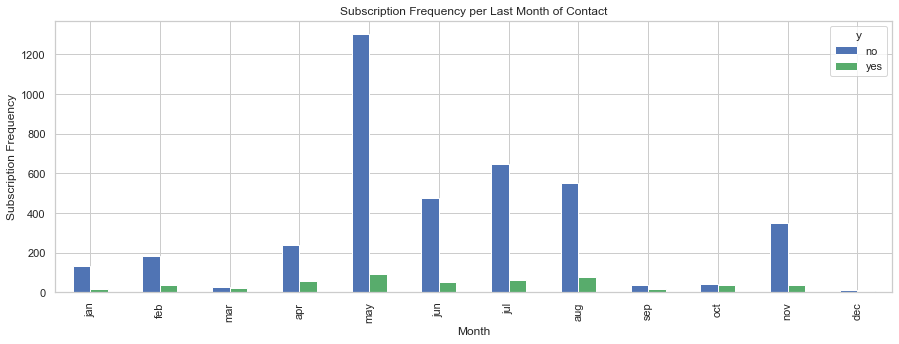 Subscription Frequency per Last Month of Contact
y
no
yes
1200
1000
800
600
400
200
0
Subscription Frequency
jan
feb
mar
apr
may
jun
jul
aug
sep
oct
nov
dec
Month